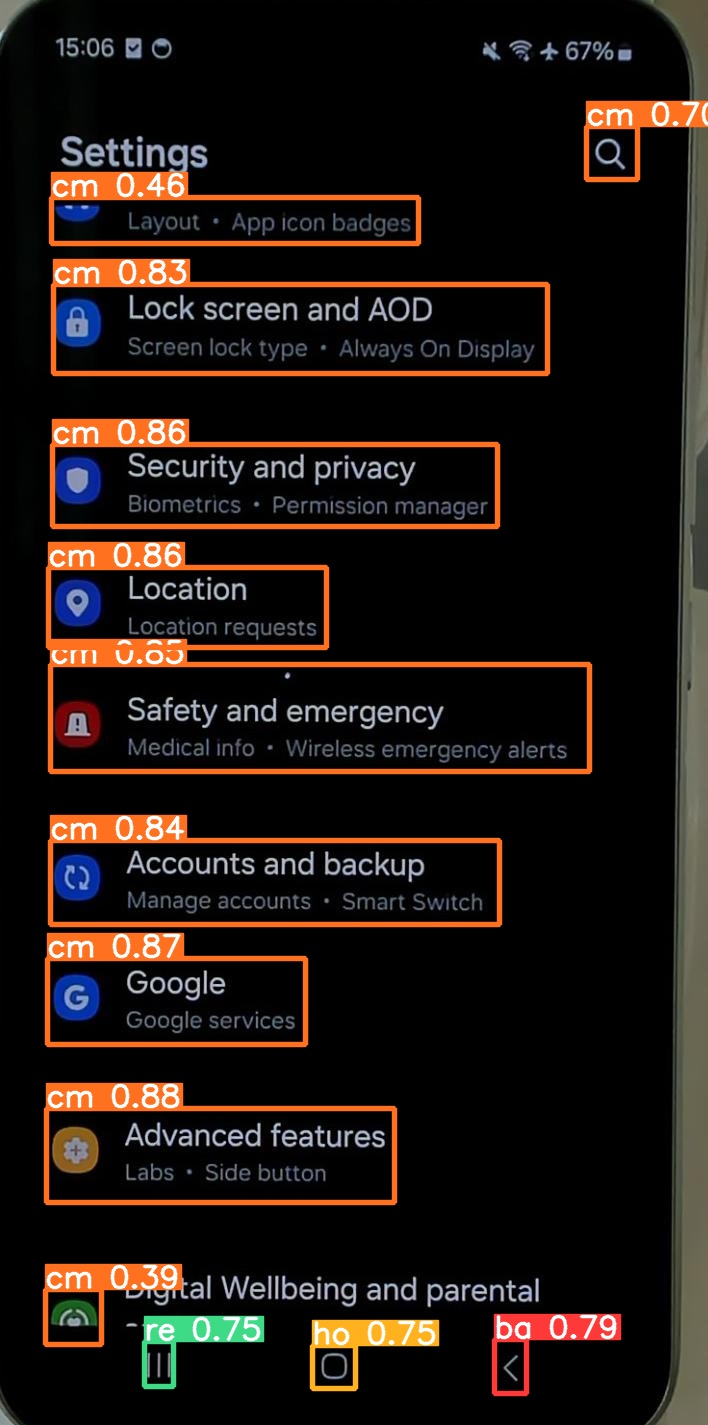 15:06 67%
cm 0.70
Settings
cm 0.46
Layout • App icon badges
cm 0.83
Lock screen and AOD
Screen lock type • Always On Display
cm 0.86
Security and privacy
Biometrics • Permission manager
cm 0.86
Location
Location requests
cm 0.85
Safety and emergency
Medical info • Wireless emergency alerts
cm 0.84
Accounts and backup
Manage accounts • Smart Switch
cm 0.87
Google
Google services
cm 0.88
Advanced features
Labs • Side button
cm 0.39
Digital Wellbeing and parental
re 0.75 ho 0.75 ba 0.79